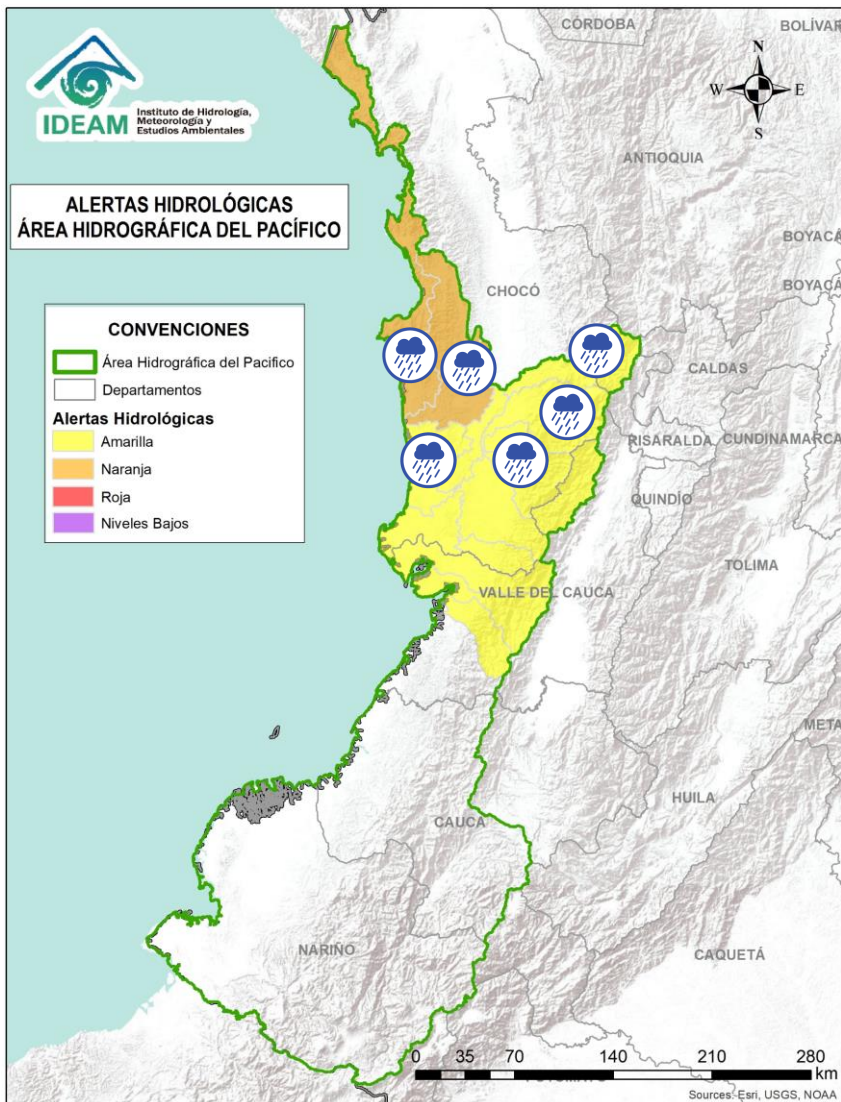 CÓRDOBA
BOLÍVAR
IDEAM
Instituto de Hidrología,
Meteorología y
Estudios Ambientales
N
W
E
S
ANTIOQUIA
ALERTAS HIDROLÓGICAS
ÁREA HIDROGRÁFICA DEL PACÍFICO
BOYACÁ
BOYACÁ
CHOCÓ
CONVENCIONES
Área Hidrográfica del Pacifico
Departamentos
Alertas Hidrológicas
Amarilla
Naranja
Roja
Niveles Bajos
CALDAS
RISARALDA
CUNDINAMARCA
QUINDÍO
TOLIMA
VALLE DEL CAUCA
META
HUILA
CAUCA
NARIÑO
CAQUETÁ
0 35 70 140 210 280
km
Sources: Esri, USGS, NOAA